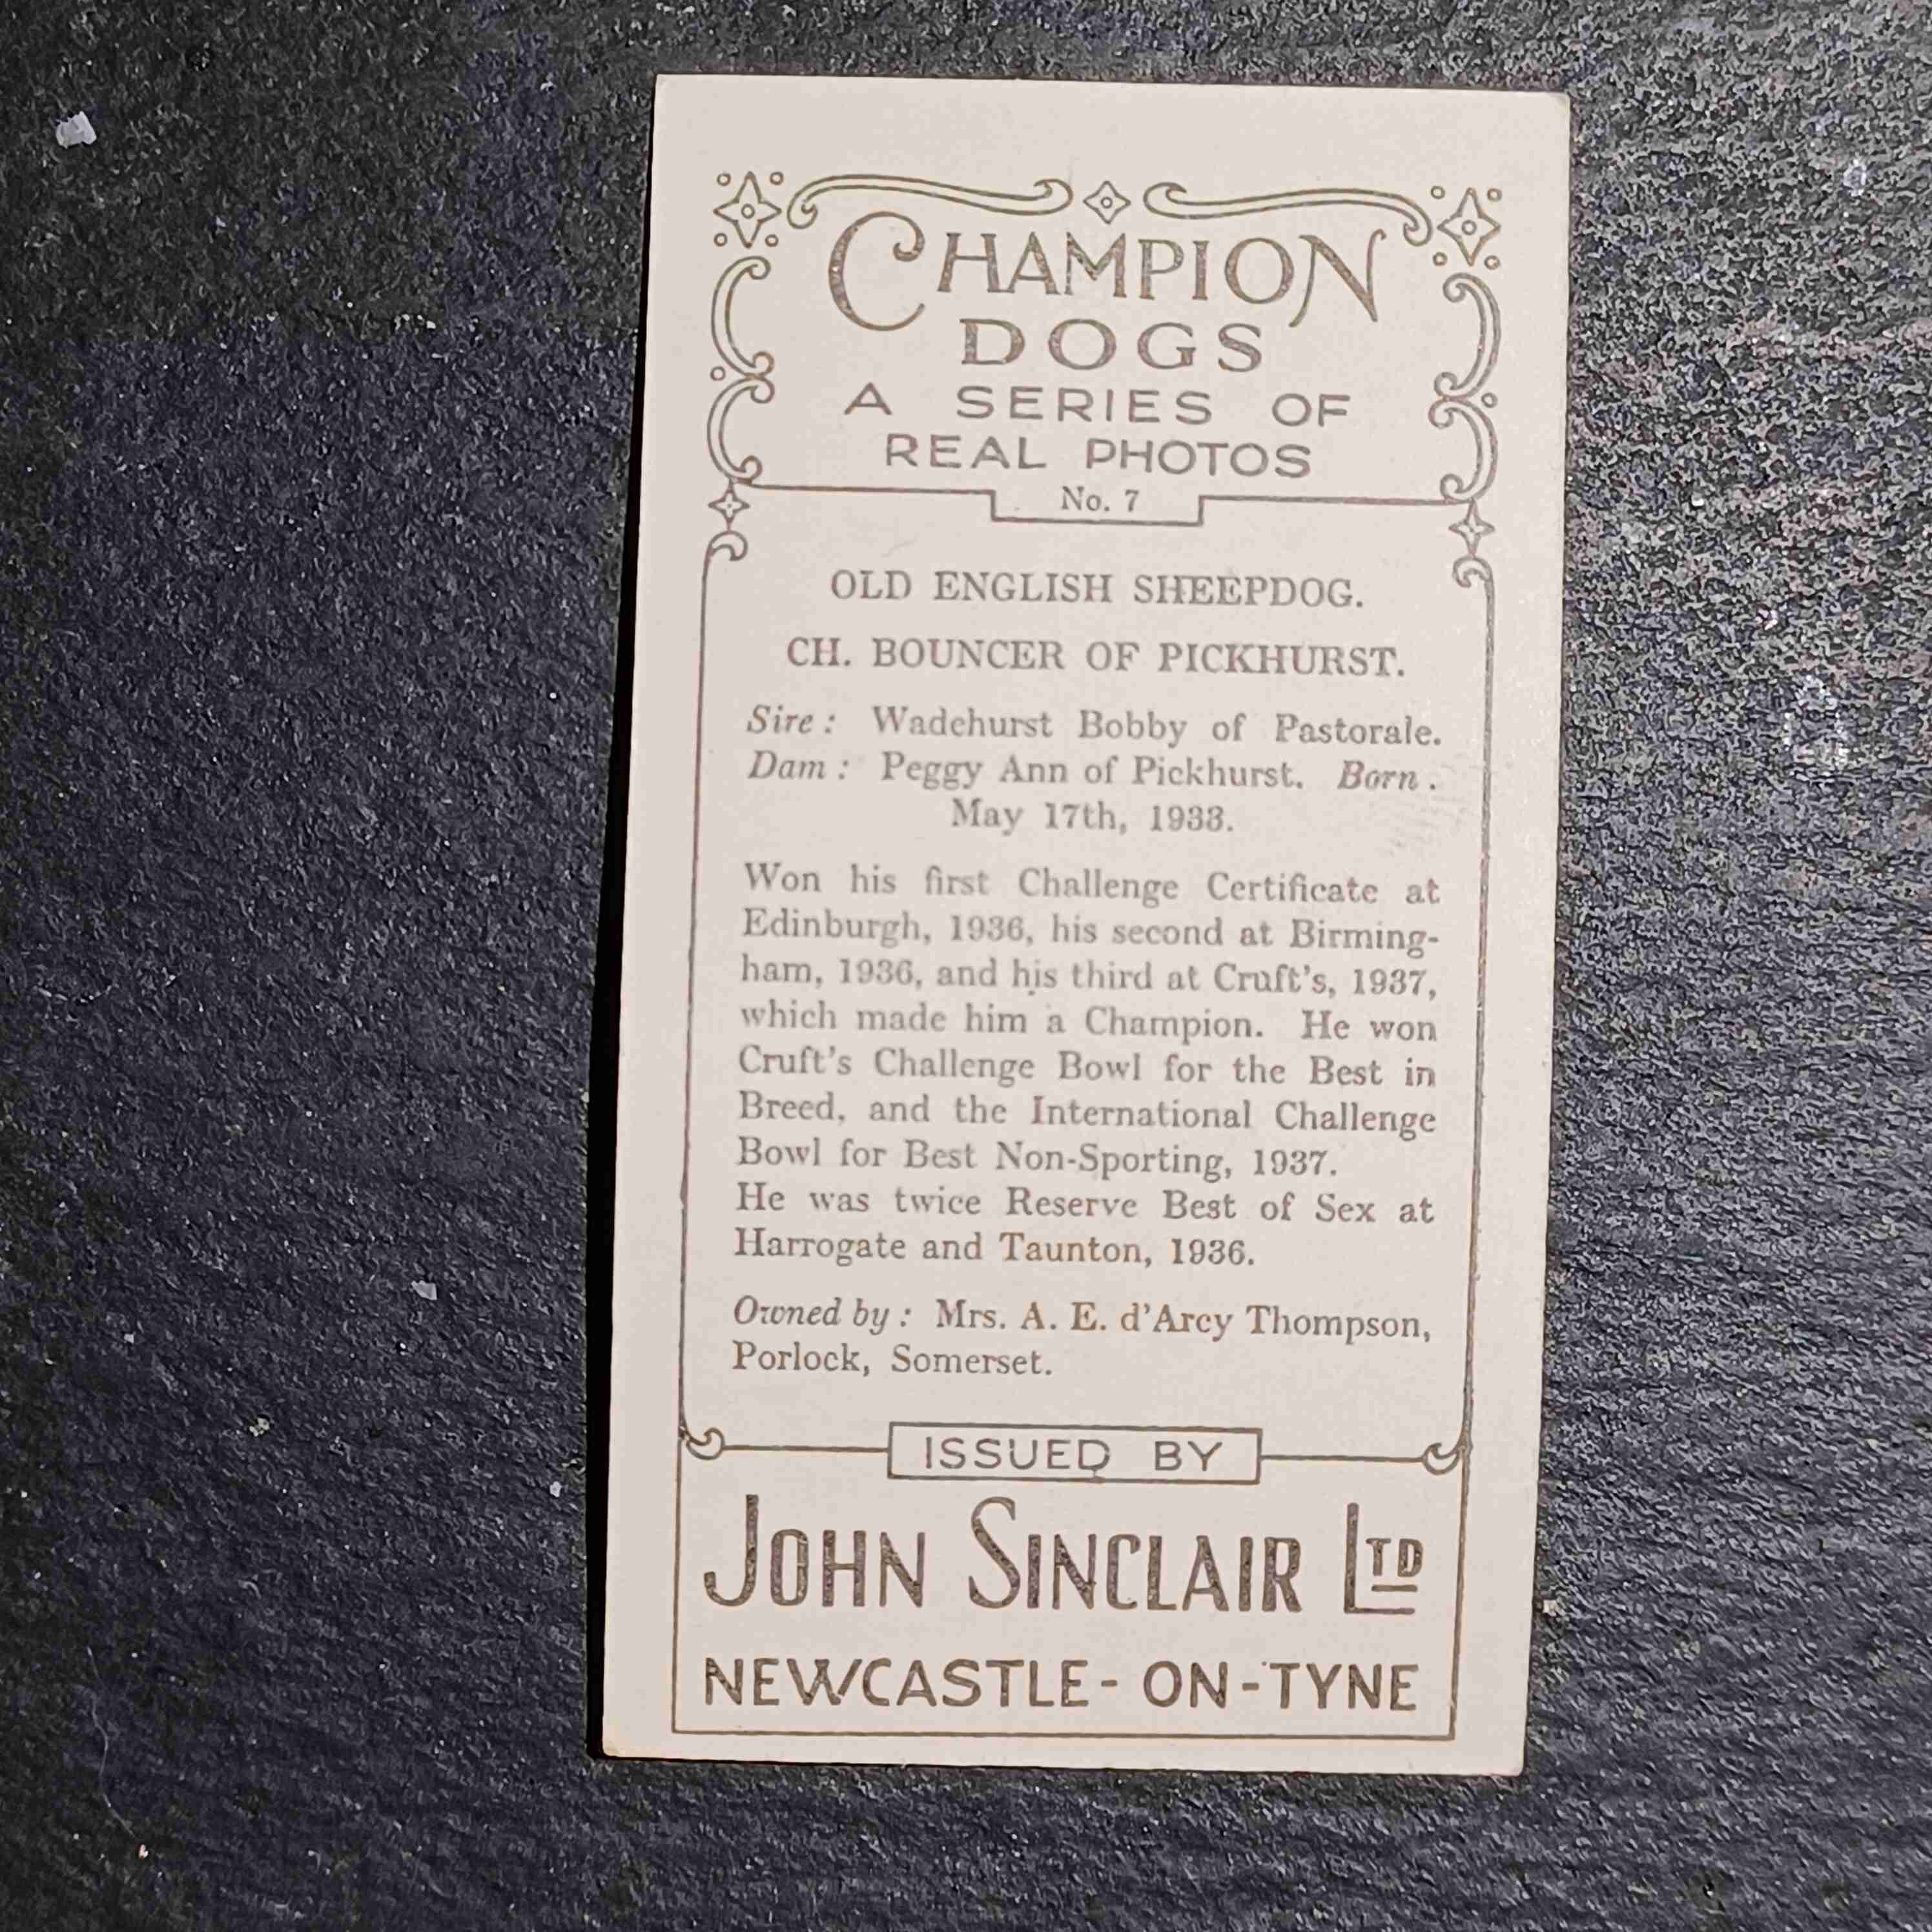 CHAMPION
DOGS
A SERIES OF
REAL PHOTOS
No. 7
OLD ENGLISH SHEEPDOG.
CH. BOUNCER OF PICKHURST.
Sire: Wadehurst Bobby of Pastorale.
Dam: Peggy Ann of Pickhurst. Born.
May 17th, 1933.
Won his first Challenge Certificate at
Edinburgh, 1936, his second at Birming-
ham, 1936, and his third at Cruft's, 1937,
which made him a Champion. He won
Cruft's Challenge Bowl for the Best in
Breed, and the International Challenge
Bowl for Best Non-Sporting, 1937.
He was twice Reserve Best of Sex at
Harrogate and Taunton, 1936.
Owned by: Mrs. A. E. d'Arcy Thompson,
Porlock, Somerset.
ISSUED BY
JOHN SINCLAIR LTD
NEWCASTLE-ON-TYNE